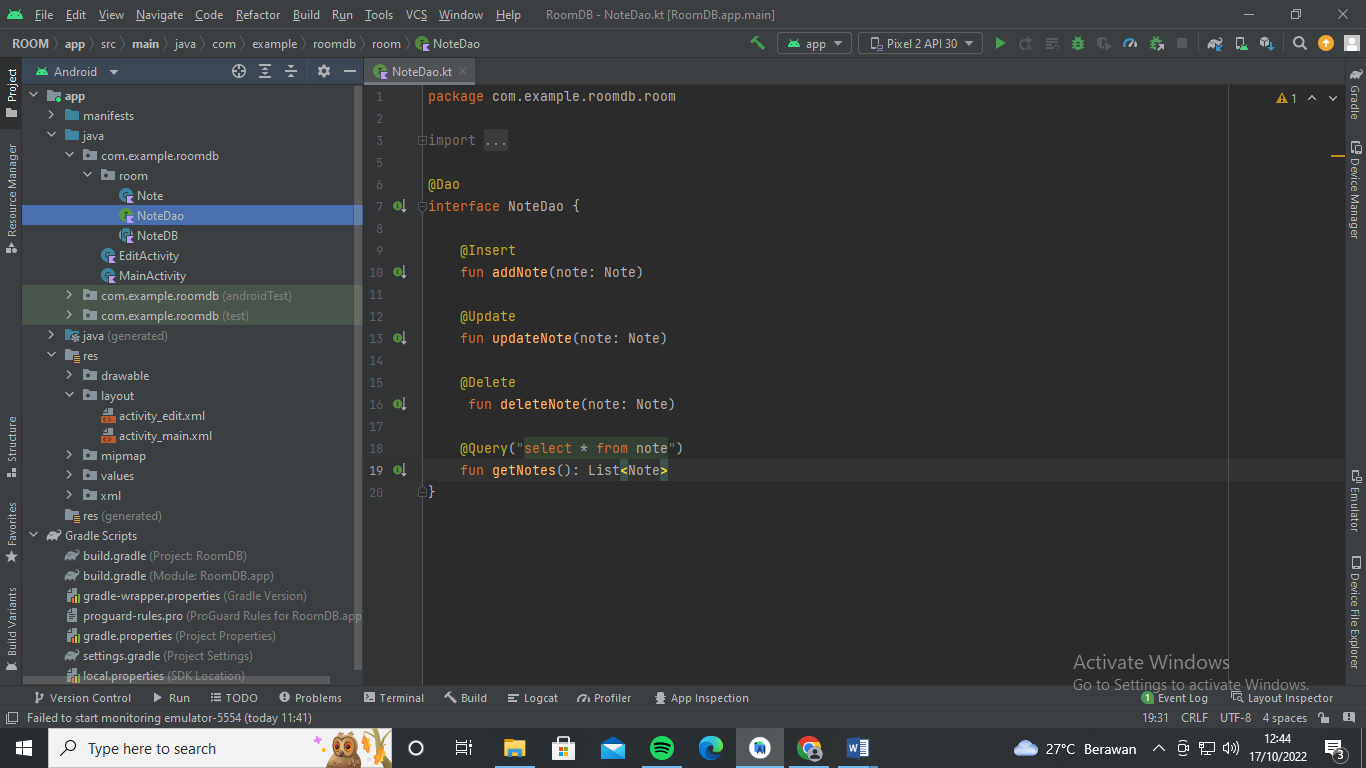 File Edit View Navigate Code Refactor Build Run Tools VCS Window Help RoomDB - NoteDao.kt [RoomDB.app.main]
ROOM app src main java com example roomdb room NoteDao app Pixel 2 API 30
Android
NoteDao.kt
Project
Resource Manager
Structure
Favorites
Build Variants
app
manifests
java
com.example.roomdb
room
Note
NoteDao
NoteDB
EditActivity
MainActivity
com.example.roomdb (androidTest)
com.example.roomdb (test)
java (generated)
res
drawable
layout
activity_edit.xml
activity_main.xml
mipmap
values
xml
res (generated)
Gradle Scripts
build.gradle (Project: RoomDB)
build.gradle (Module: RoomDB.app)
gradle-wrapper.properties (Gradle Version)
proguard-rules.pro (ProGuard Rules for RoomDB.app
gradle.properties (Project Properties)
settings.gradle (Project Settings)
local.properties (SDK Location)
1 package com.example.roomdb.room
2
3 import ...
5
6 @Dao
7 interface NoteDao {
8
9 @Insert
10 fun addNote(note: Note)
11
12 @Update
13 fun updateNote(note: Note)
14
15 @Delete
16 fun deleteNote(note: Note)
17
18 @Query("select * from note")
19 fun getNotes(): List<Note>
20 }
1
Gradle
Device Manager
Emulator
Device File Explorer
Activate Windows
Go to Settings to activate Windows.
Version Control Run TODO Problems Terminal Build Logcat Profiler App Inspection 1 Event Log Layout Inspector
Failed to start monitoring emulator-5554 (today 11:41) 19:31 CRLF UTF-8 4 spaces
Type here to search 27°C Berawan 12:44
17/10/2022 3